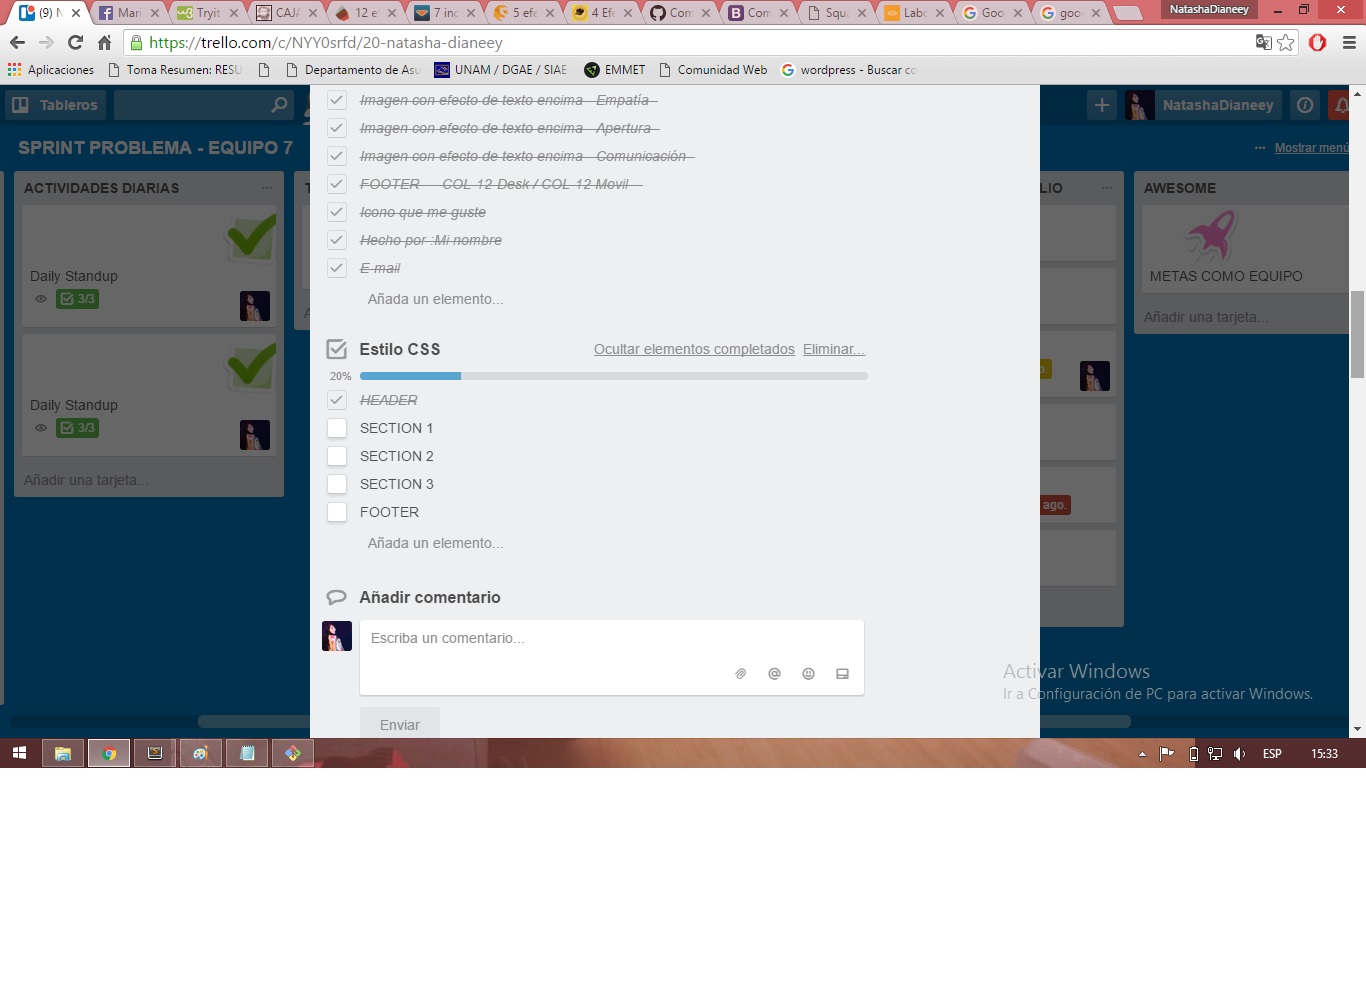 (9) N
Mari
Tryit
CAJA
12 e
7 inc
5 efe
4 Efe
Com
Com
Squa
Labo
Goo
goo
NatashaDianeey
https://trello.com/c/NYY0srfd/20-natasha-dianeey
Aplicaciones
Toma Resumen: RESU
Departamento de Asu
UNAM / DGAE / SIAE
EMMET
Comunidad Web
wordpress - Buscar co
Tableros
NatashaDianeey
SPRINT PROBLEMA - EQUIPO 7
Mostrar menú
ACTIVIDADES DIARIAS
Daily Standup
3/3
Daily Standup
3/3
Añadir una tarjeta...
Imagen con efecto de texto encima - Empatía
Imagen con efecto de texto encima - Apertura
Imagen con efecto de texto encima - Comunicación
FOOTER - COL-12 Desk / COL-12 Movil
Icono que me guste
Hecho por :Mi nombre
E-mail
Añada un elemento...
Estilo CSS
Ocultar elementos completados
Eliminar...
20%
HEADER
SECTION 1
SECTION 2
SECTION 3
FOOTER
Añada un elemento...
Añadir comentario
Escriba un comentario...
Enviar
LIO
o.
ago.
AWESOME
METAS COMO EQUIPO
Añadir una tarjeta...
Activar Windows
Ir a Configuración de PC para activar Windows.
ESP
15:33